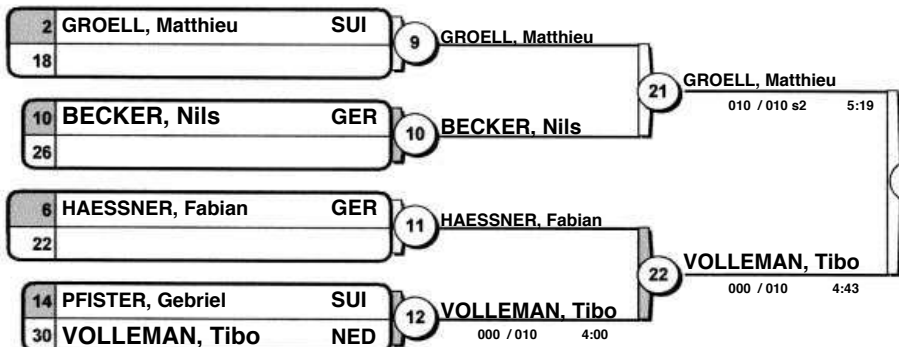 2 GROELL, Matthieu SUI
18
9
GROELL, Matthieu
21
GROELL, Matthieu
010 / 010 s2 5:19
10 BECKER, Nils GER
26
10
BECKER, Nils
6 HAESSNER, Fabian GER
22
11
HAESSNER, Fabian
22
VOLLEMAN, Tibo
000 / 010 4:43
14 PFISTER, Gebriel SUI
30 VOLLEMAN, Tibo NED
12
VOLLEMAN, Tibo
000 / 010 4:00